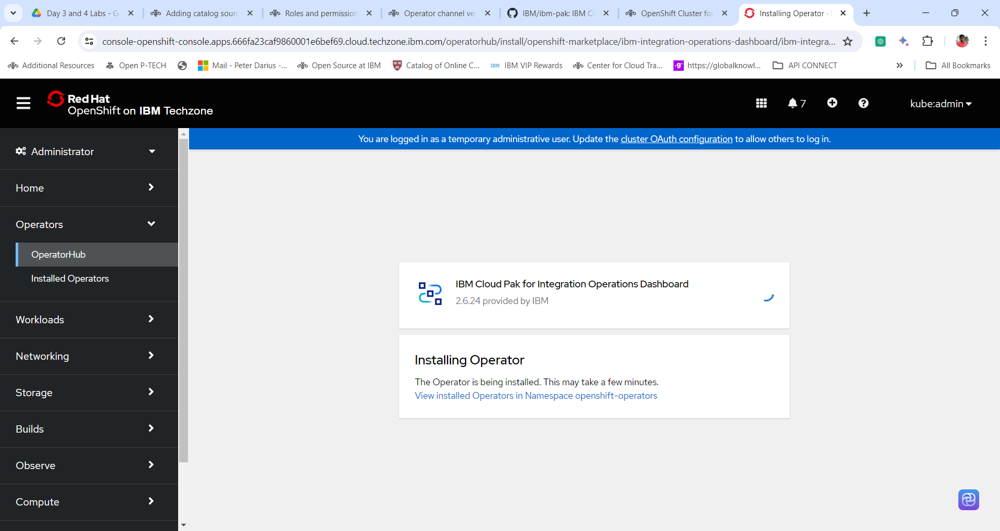 Day 3 and 4 Labs - G
Adding catalog sourc
Roles and permission
Operator channel ver
IBM/ibm-pak: IBM Ca
OpenShift Cluster for
Installing Operator ·
console-openshift-console.apps.666fa23caf9860001e6bef69.cloud.techzone.ibm.com/operatorhub/install/openshift-marketplace/ibm-integration-operations-dashboard/ibm-integra...
Additional Resources
Open P-TECH
Mail - Peter Darius -...
Open Source at IBM
Catalog of Online C...
IBM
IBM VIP Rewards
Center for Cloud Tra...
.g'
https://globalknowl...
API CONNECT
All Bookmarks
Red Hat
OpenShift on IBM Techzone
7
kube:admin
You are logged in as a temporary administrative user. Update the cluster OAuth configuration to allow others to log in.
Administrator
Home
Operators
OperatorHub
Installed Operators
Workloads
Networking
Storage
Builds
Observe
Compute
IBM Cloud Pak for Integration Operations Dashboard
2.6.24 provided by IBM
Installing Operator
The Operator is being installed. This may take a few minutes.
View installed Operators in Namespace openshift-operators